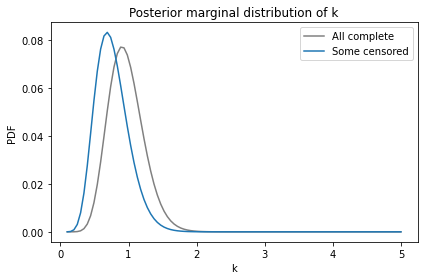 Posterior marginal distribution of k
All complete
Some censored
PDF
0.08
0.06
0.04
0.02
0.00
0 1 2 3 4 5
k